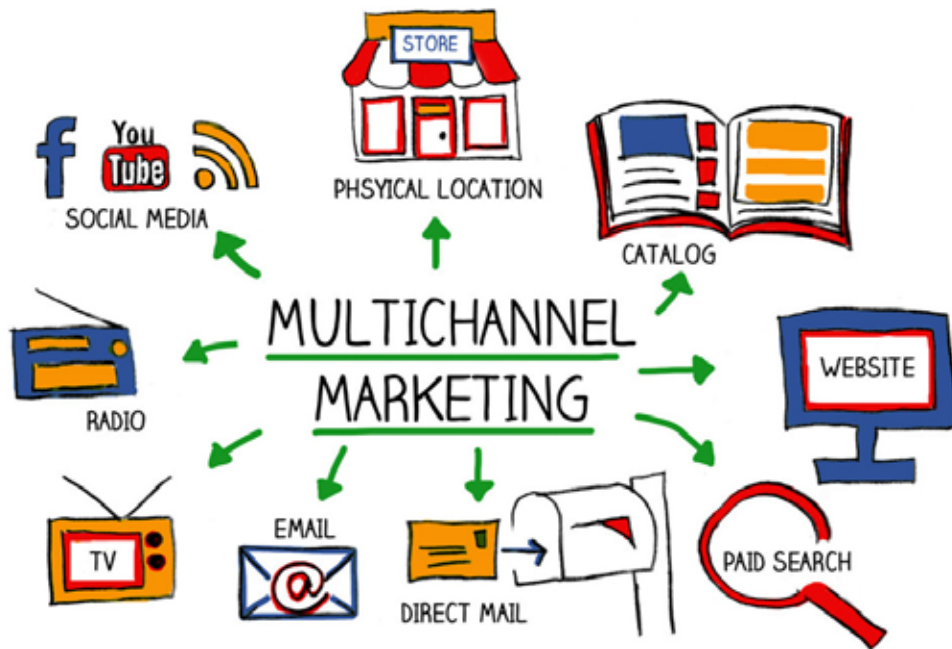 STORE
PHSYICAL LOCATION
f
You
Tube
SOCIAL MEDIA
CATALOG
MULTICHANNEL
MARKETING
WEBSITE
RADIO
TV
EMAIL
@
DIRECT MAIL
PAID SEARCH